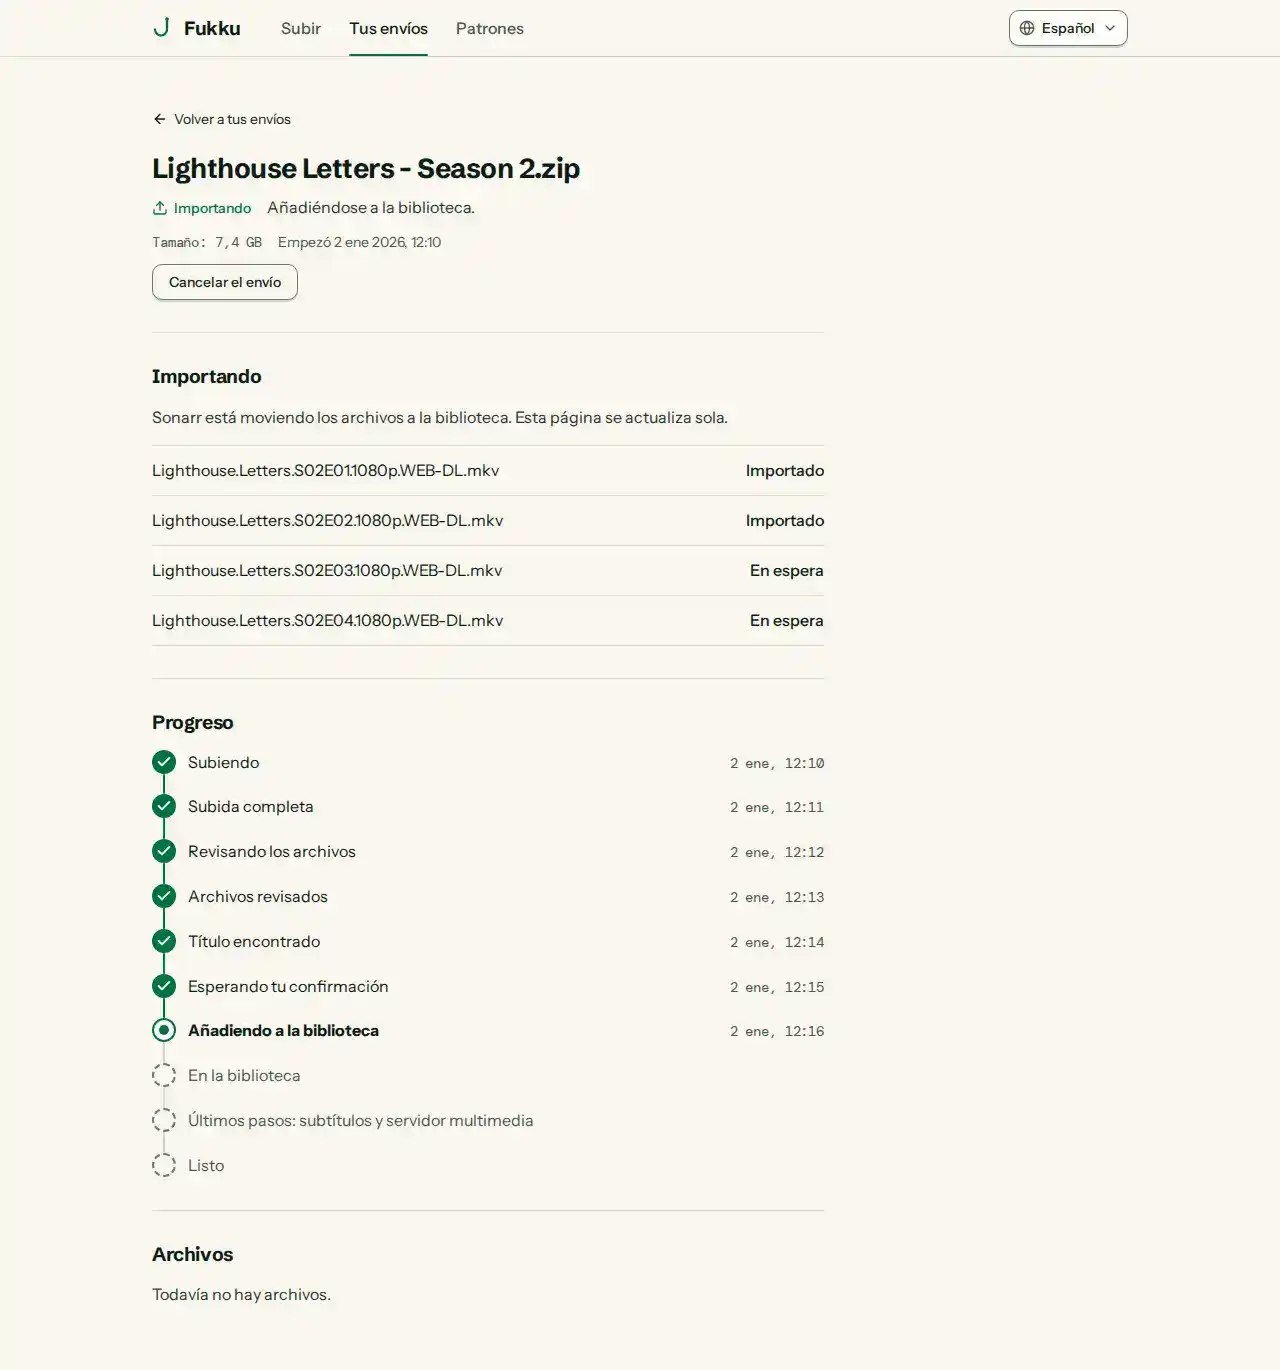 Fukku Subir Tus envíos Patrones Español
Volver a tus envíos
Lighthouse Letters - Season 2.zip
Importando Añadiéndose a la biblioteca.
Tamaño: 7,4 GB Empezó 2 ene 2026, 12:10
Cancelar el envío
Importando
Sonarr está moviendo los archivos a la biblioteca. Esta página se actualiza sola.
Lighthouse.Letters.S02E01.1080p.WEB-DL.mkv Importado
Lighthouse.Letters.S02E02.1080p.WEB-DL.mkv Importado
Lighthouse.Letters.S02E03.1080p.WEB-DL.mkv En espera
Lighthouse.Letters.S02E04.1080p.WEB-DL.mkv En espera
Progreso
Subiendo 2 ene, 12:10
Subida completa 2 ene, 12:11
Revisando los archivos 2 ene, 12:12
Archivos revisados 2 ene, 12:13
Título encontrado 2 ene, 12:14
Esperando tu confirmación 2 ene, 12:15
Añadiendo a la biblioteca 2 ene, 12:16
En la biblioteca
Últimos pasos: subtítulos y servidor multimedia
Listo
Archivos
Todavía no hay archivos.